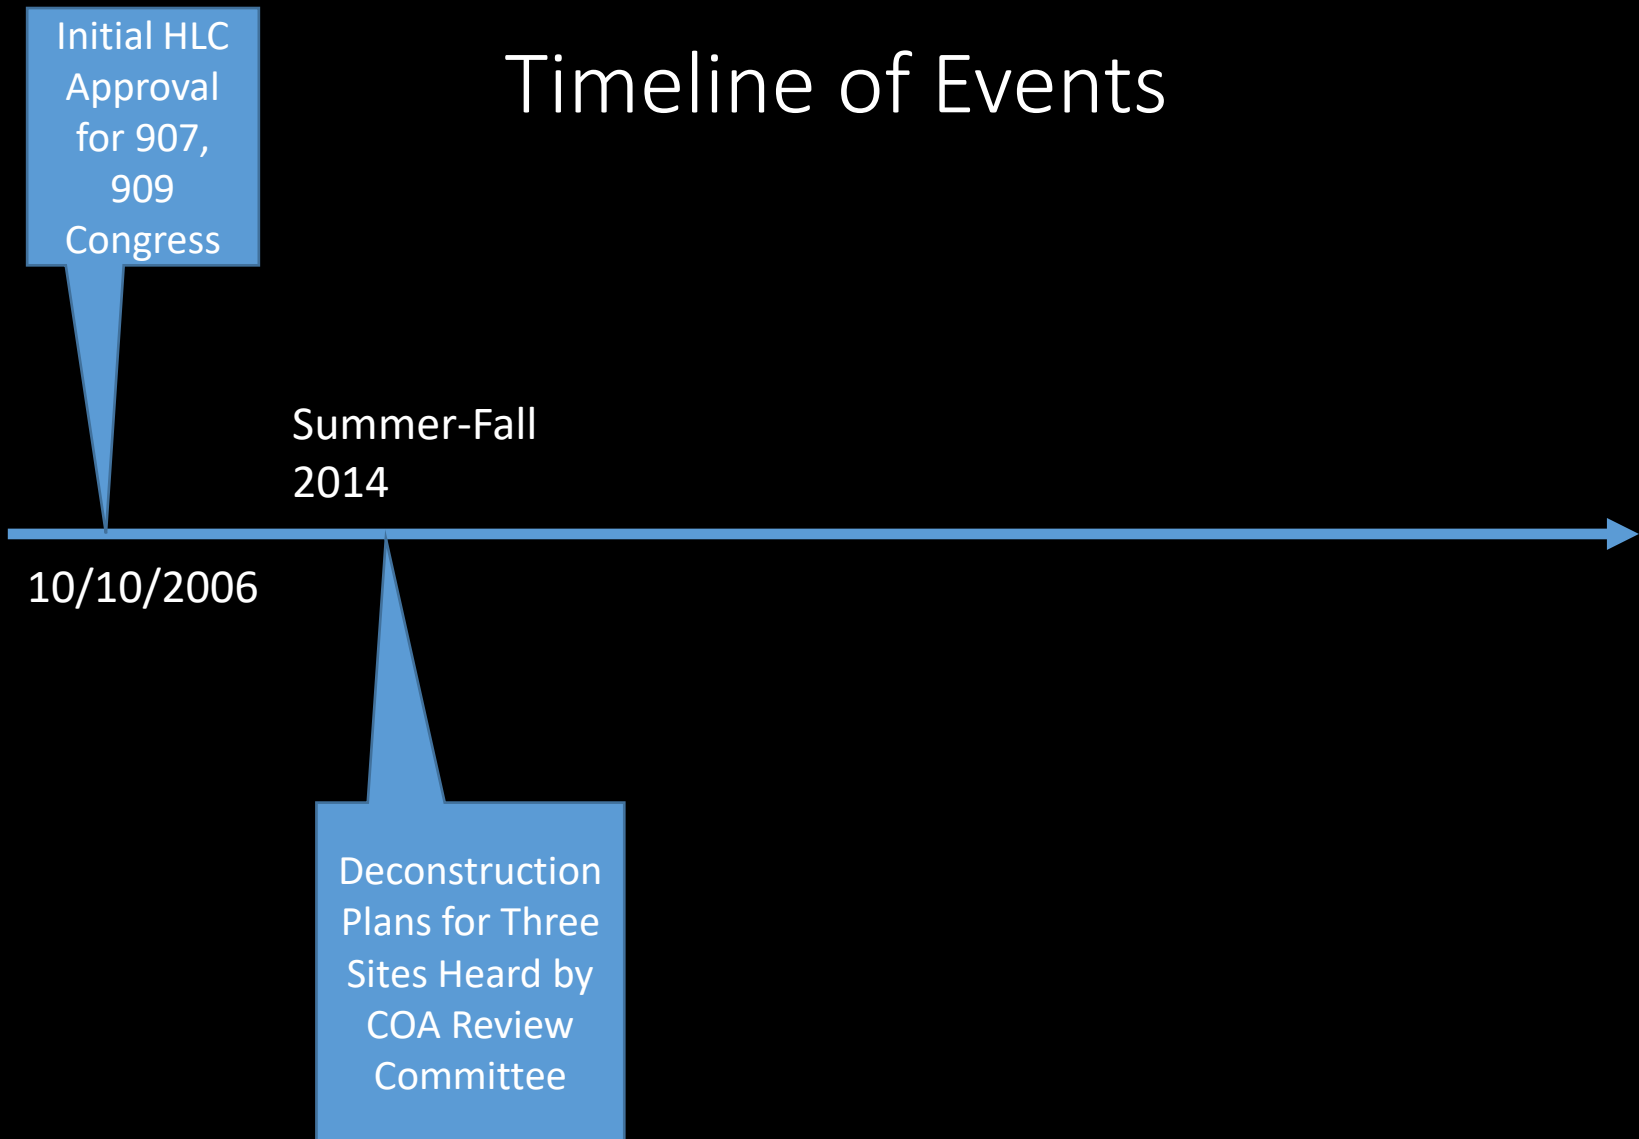 Initial HLC
Approval
for 907,
909
Congress
Timeline of Events
Summer-Fall
2014
10/10/2006
Deconstruction
Plans for Three
Sites Heard by
COA Review
Committee